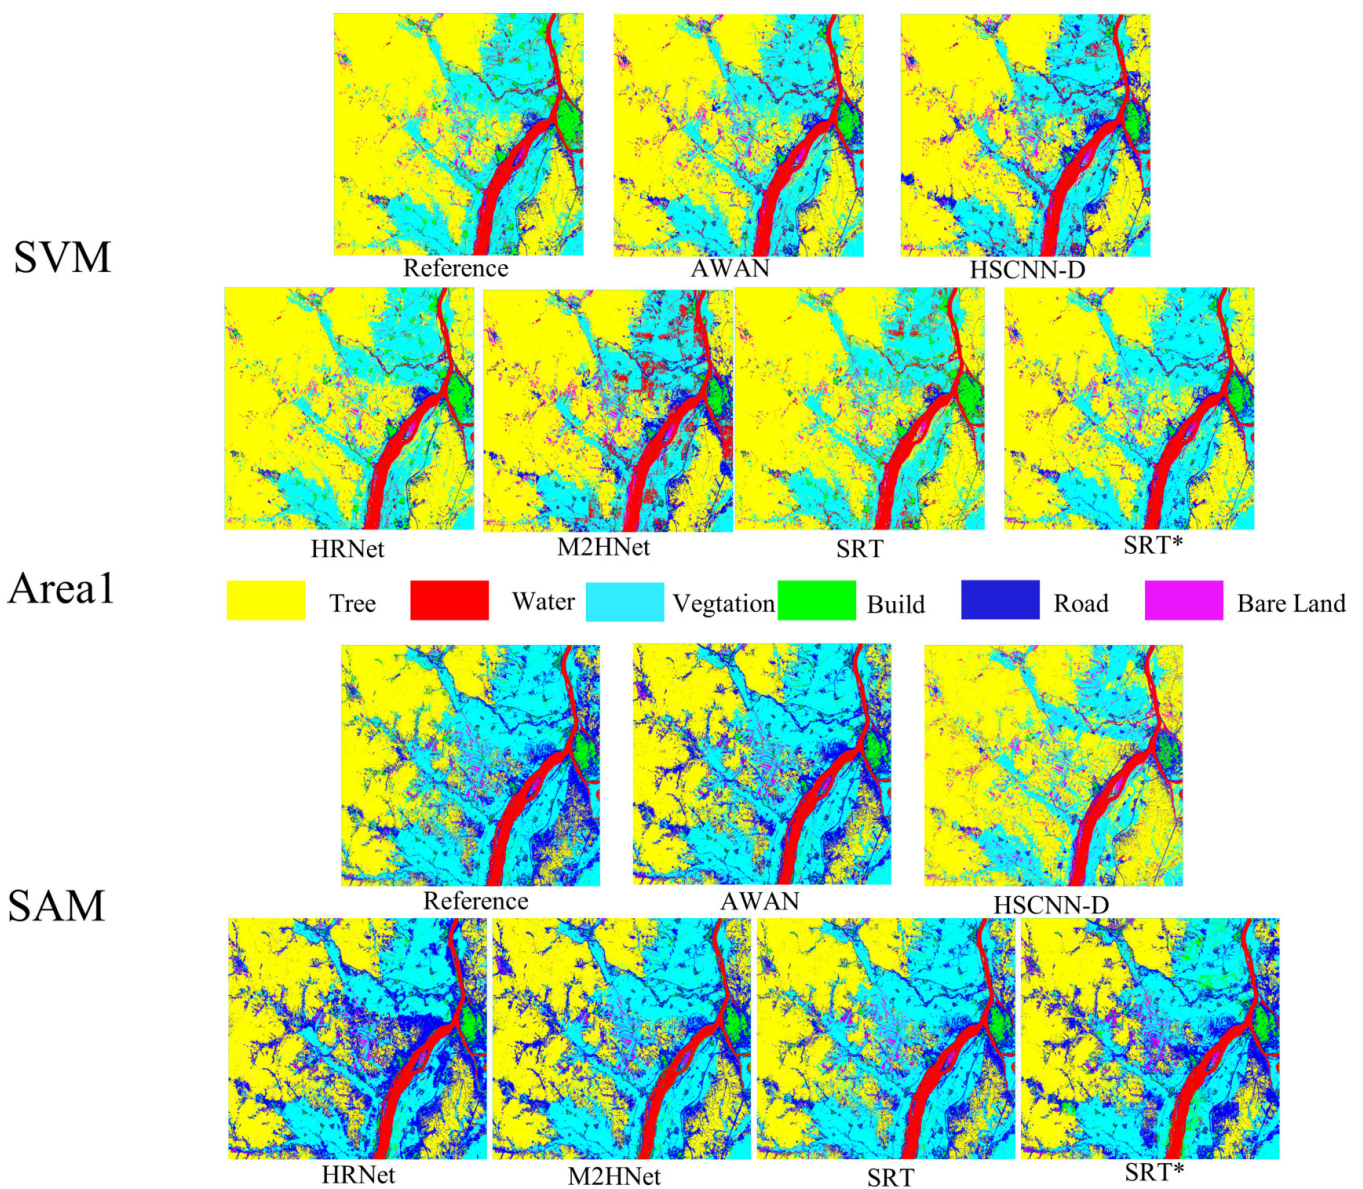 SVM
Reference
AWAN
HSCNN-D
HRNet
M2HNet
SRT
SRT*
Area1
Tree
Water
Vegtation
Build
Road
Bare Land
SAM
Reference
AWAN
HSCNN-D
HRNet
M2HNet
SRT
SRT*